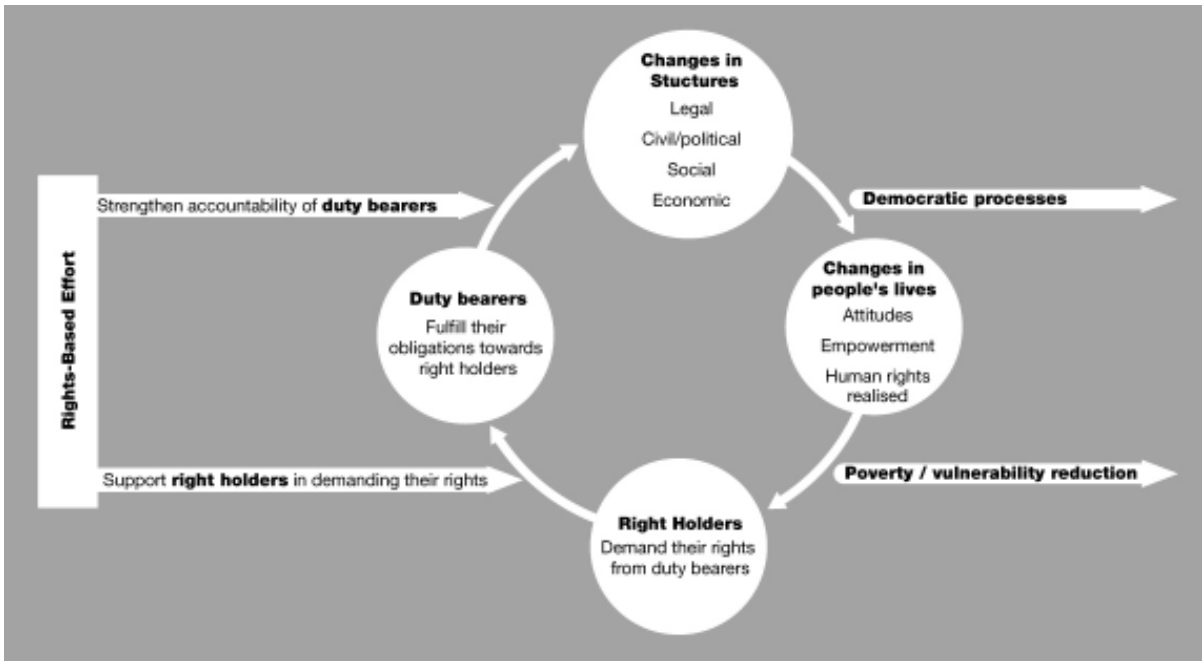 Changes in
Stuctures
Legal
Civil/political
Social
Economic
Strengthen accountability of duty bearers
Democratic processes
Rights-Based Effort
Duty bearers
Fulfill their
obligations towards
right holders
Changes in
people's lives
Attitudes
Empowerment
Human rights
realised
Support right holders in demanding their rights
Poverty / vulnerability reduction
Right Holders
Demand their rights
from duty bearers